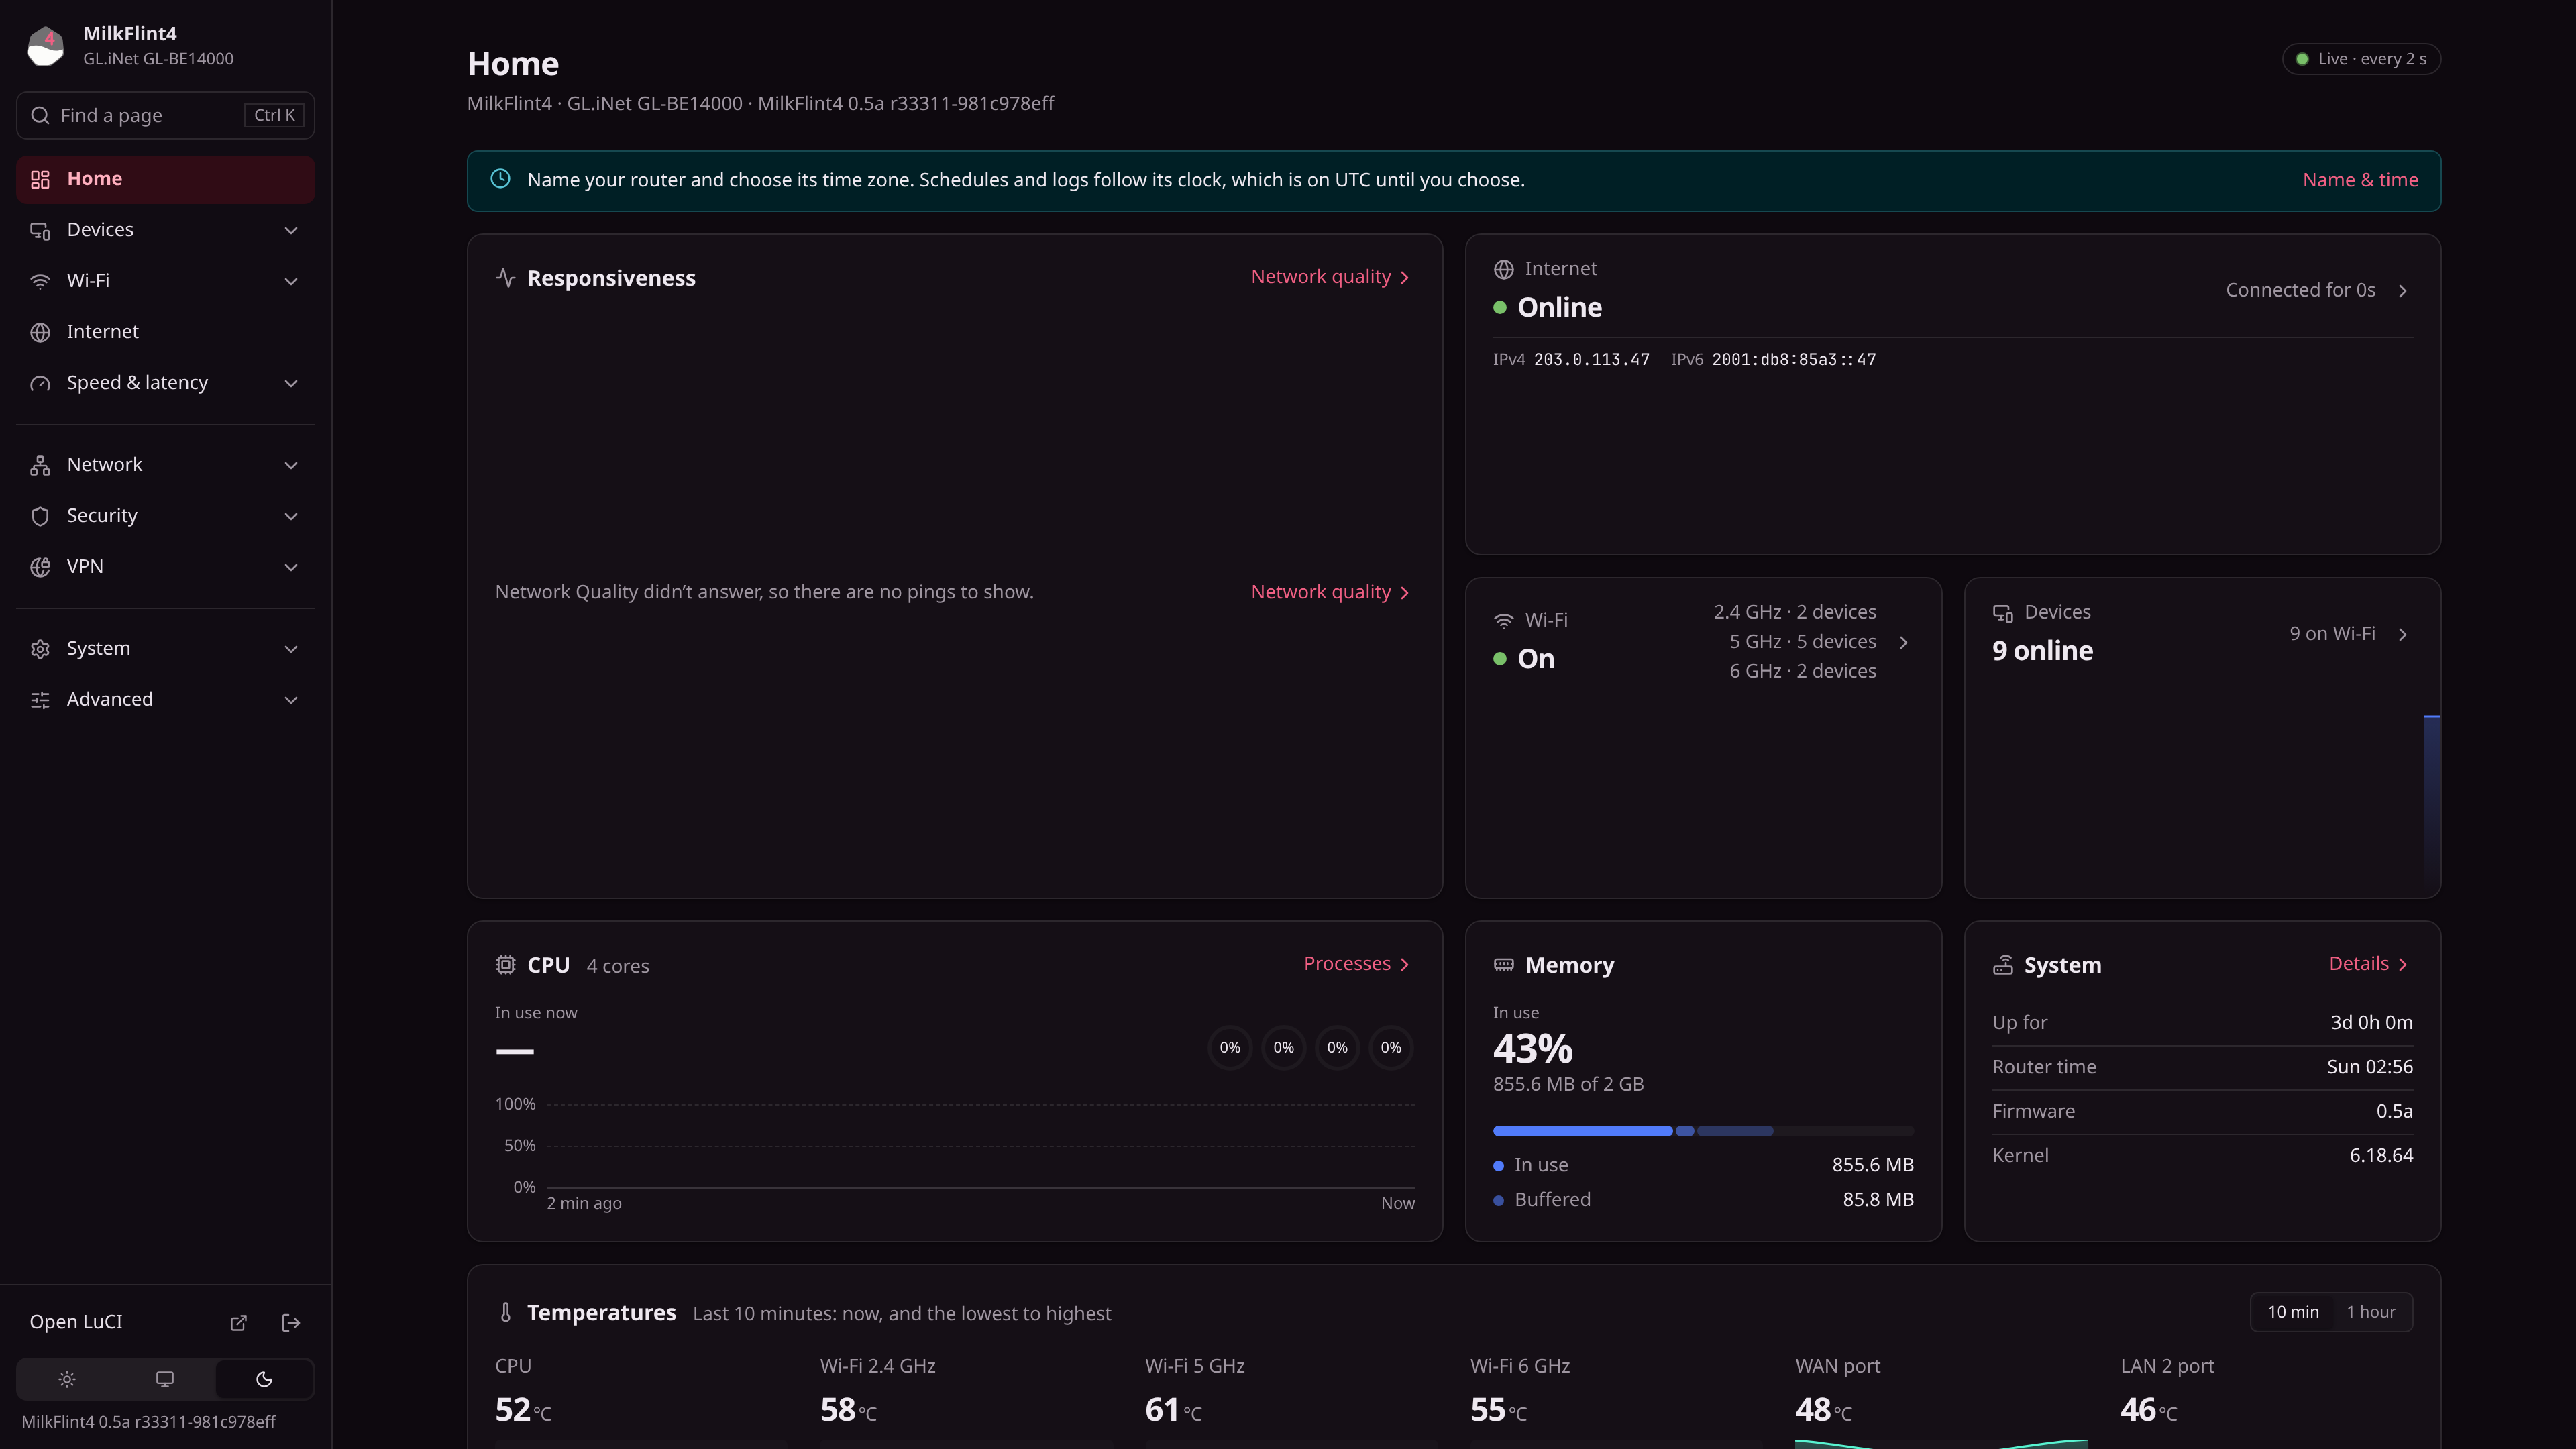 4
MilkFlint4
GL.iNet GL-BE14000
Find a page
Ctrl K
Home
Devices
Wi-Fi
Internet
Speed & latency
Network
Security
VPN
System
Advanced
Open LuCI
MilkFlint4 0.5a r33311-981c978eff
Home
MilkFlint4 · GL.iNet GL-BE14000 · MilkFlint4 0.5a r33311-981c978eff
Live · every 2 s
Name your router and choose its time zone. Schedules and logs follow its clock, which is on UTC until you choose.
Name & time
Responsiveness
Network quality
Network Quality didn’t answer, so there are no pings to show.
Network quality
Internet
Online
Connected for 0s
IPv4 203.0.113.47 IPv6 2001:db8:85a3::47
Wi-Fi
On
2.4 GHz · 2 devices
5 GHz · 5 devices
6 GHz · 2 devices
Devices
9 online
9 on Wi-Fi
CPU 4 cores
Processes
In use now
—
0% 0% 0% 0%
100%
50%
0%
2 min ago
Now
Memory
In use
43%
855.6 MB of 2 GB
In use 855.6 MB
Buffered 85.8 MB
System
Details
Up for 3d 0h 0m
Router time Sun 02:56
Firmware 0.5a
Kernel 6.18.64
Temperatures Last 10 minutes: now, and the lowest to highest
10 min 1 hour
CPU
52 °C
Wi-Fi 2.4 GHz
58 °C
Wi-Fi 5 GHz
61 °C
Wi-Fi 6 GHz
55 °C
WAN port
48 °C
LAN 2 port
46 °C